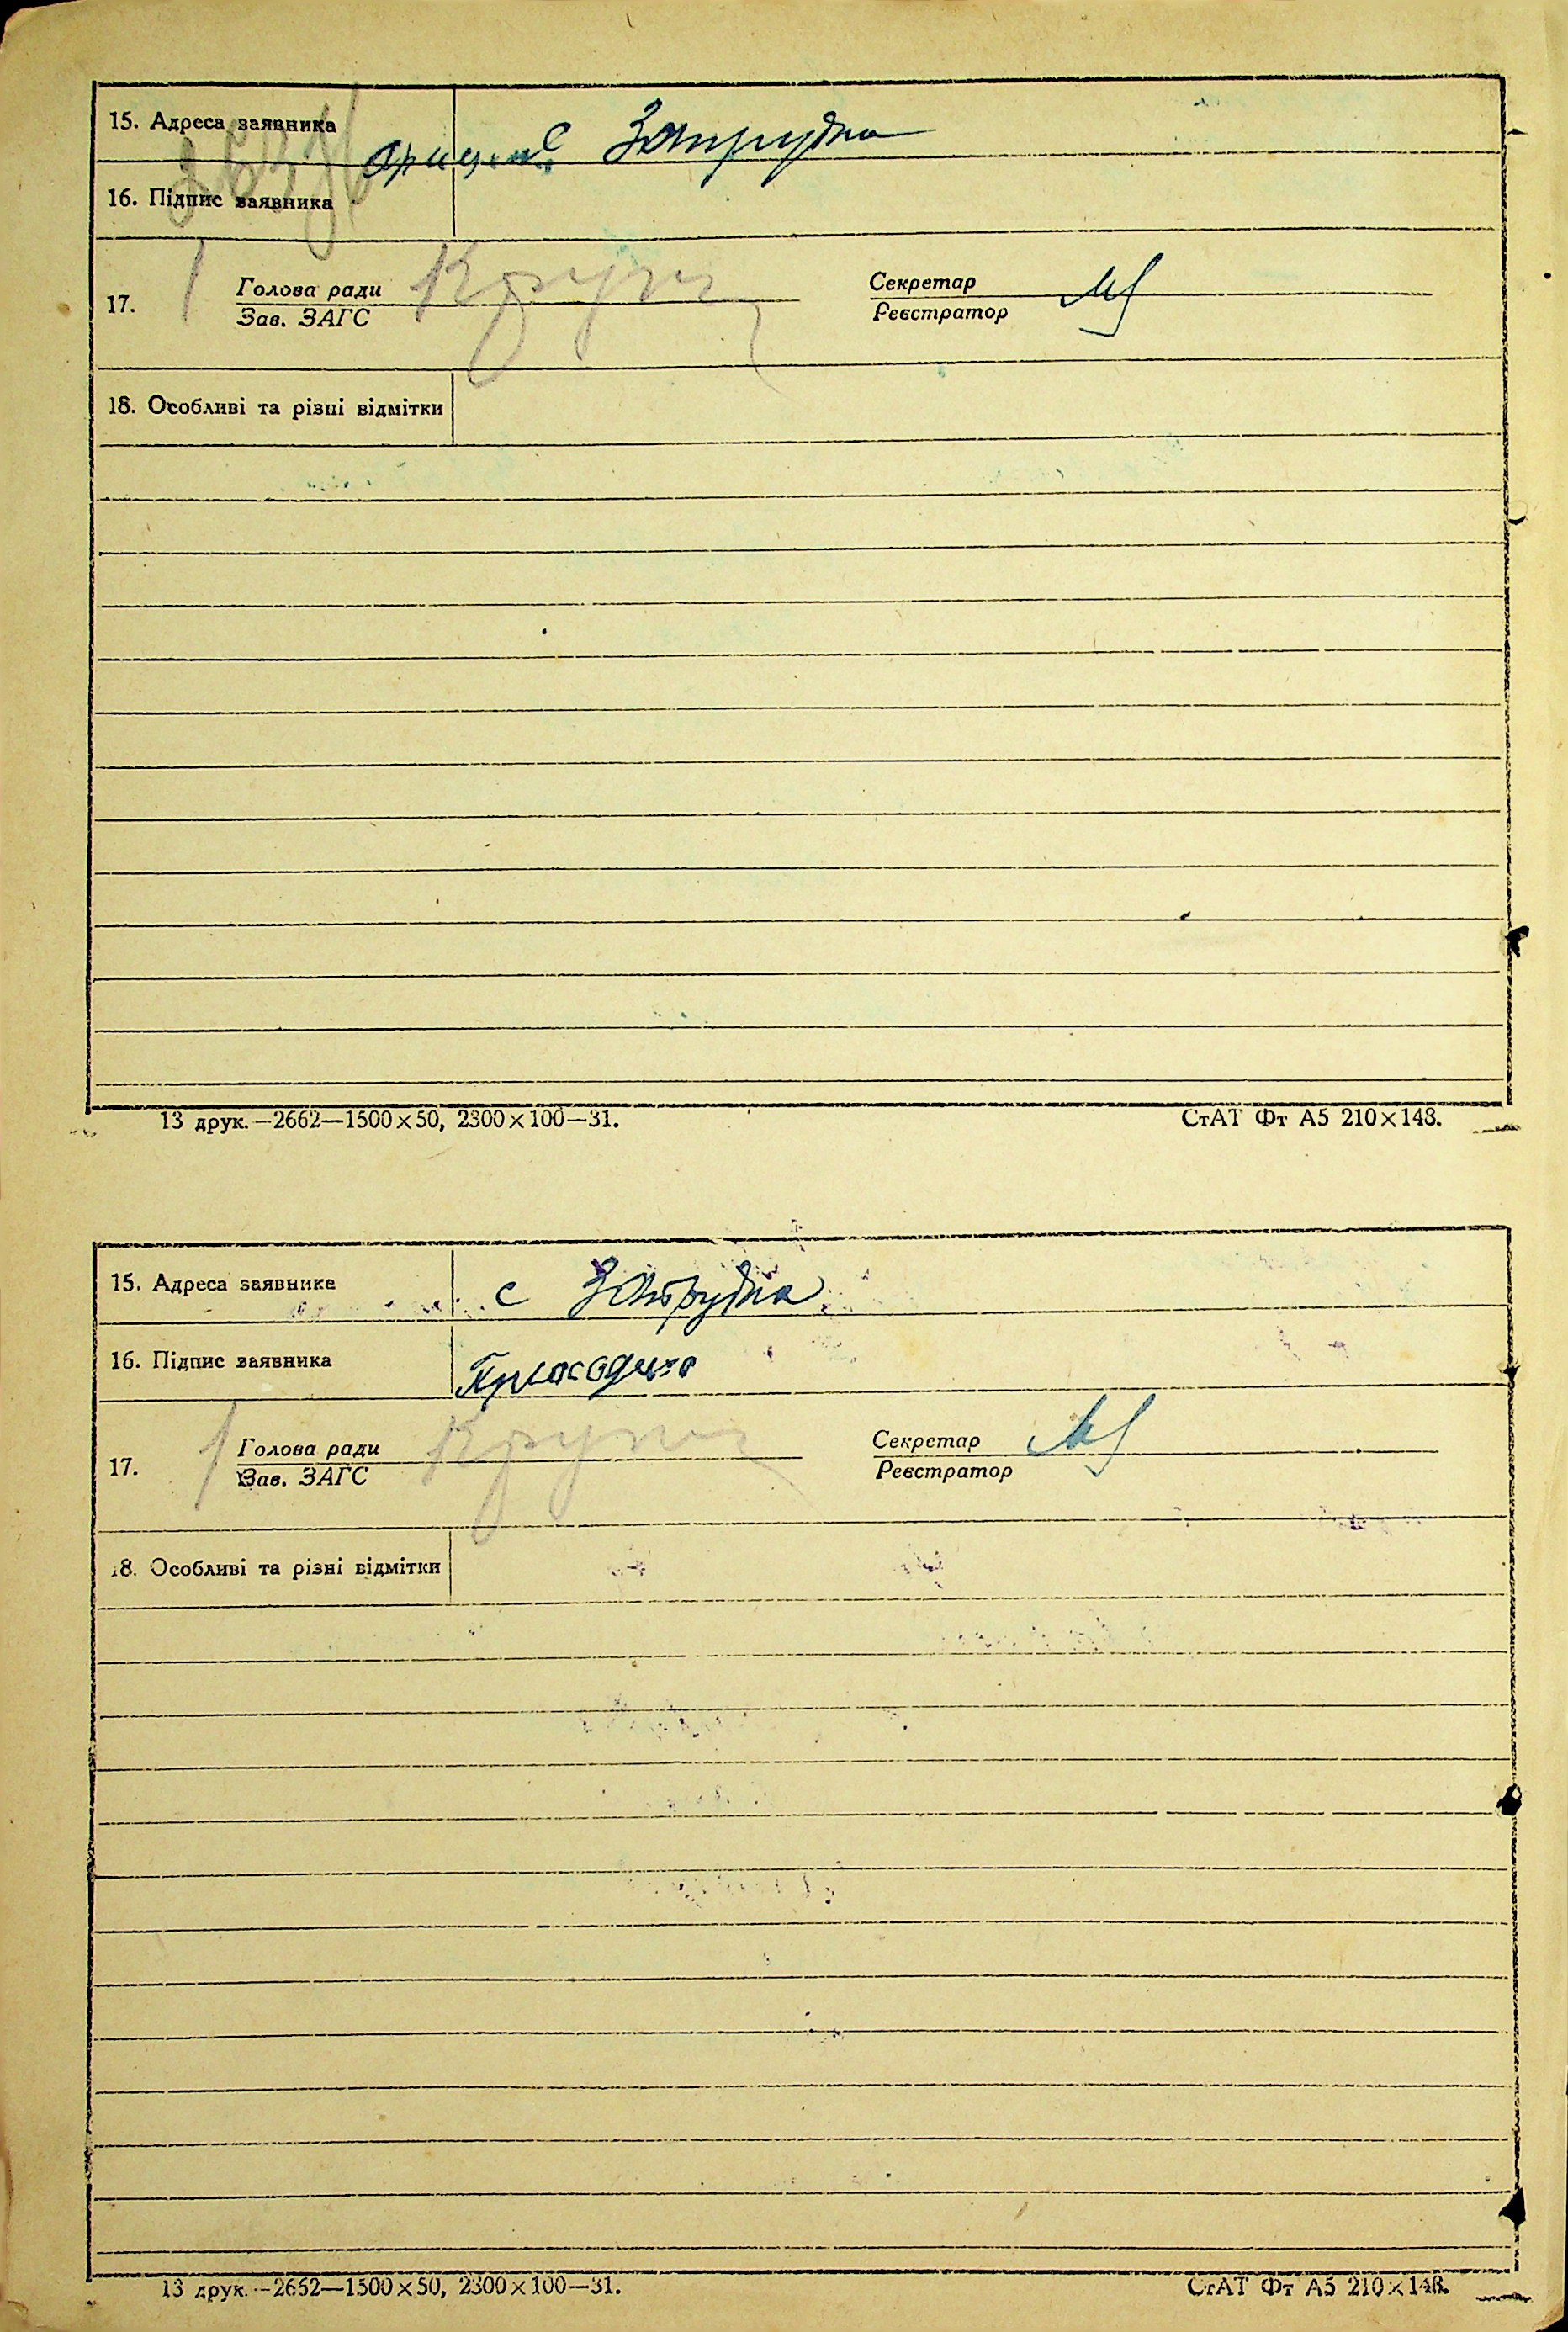 15. Адреса заявника с Запрудка
16. Підпис заявника
17. Голова ради Секретар
Зав. ЗАГС Реєстратор
18. Особливі та різні відмітки
13 друк.—2662—1500×50, 2300×100—31. СтАТ Фт А5 210×148.
15. Адреса заявника с Запрудка
16. Підпис заявника
17. Голова ради Секретар
Зав. ЗАГС Реєстратор
18. Особливі та різні відмітки
13 друк.—2662—1500×50, 2300×100—31. СтАТ Фт А5 210×148.